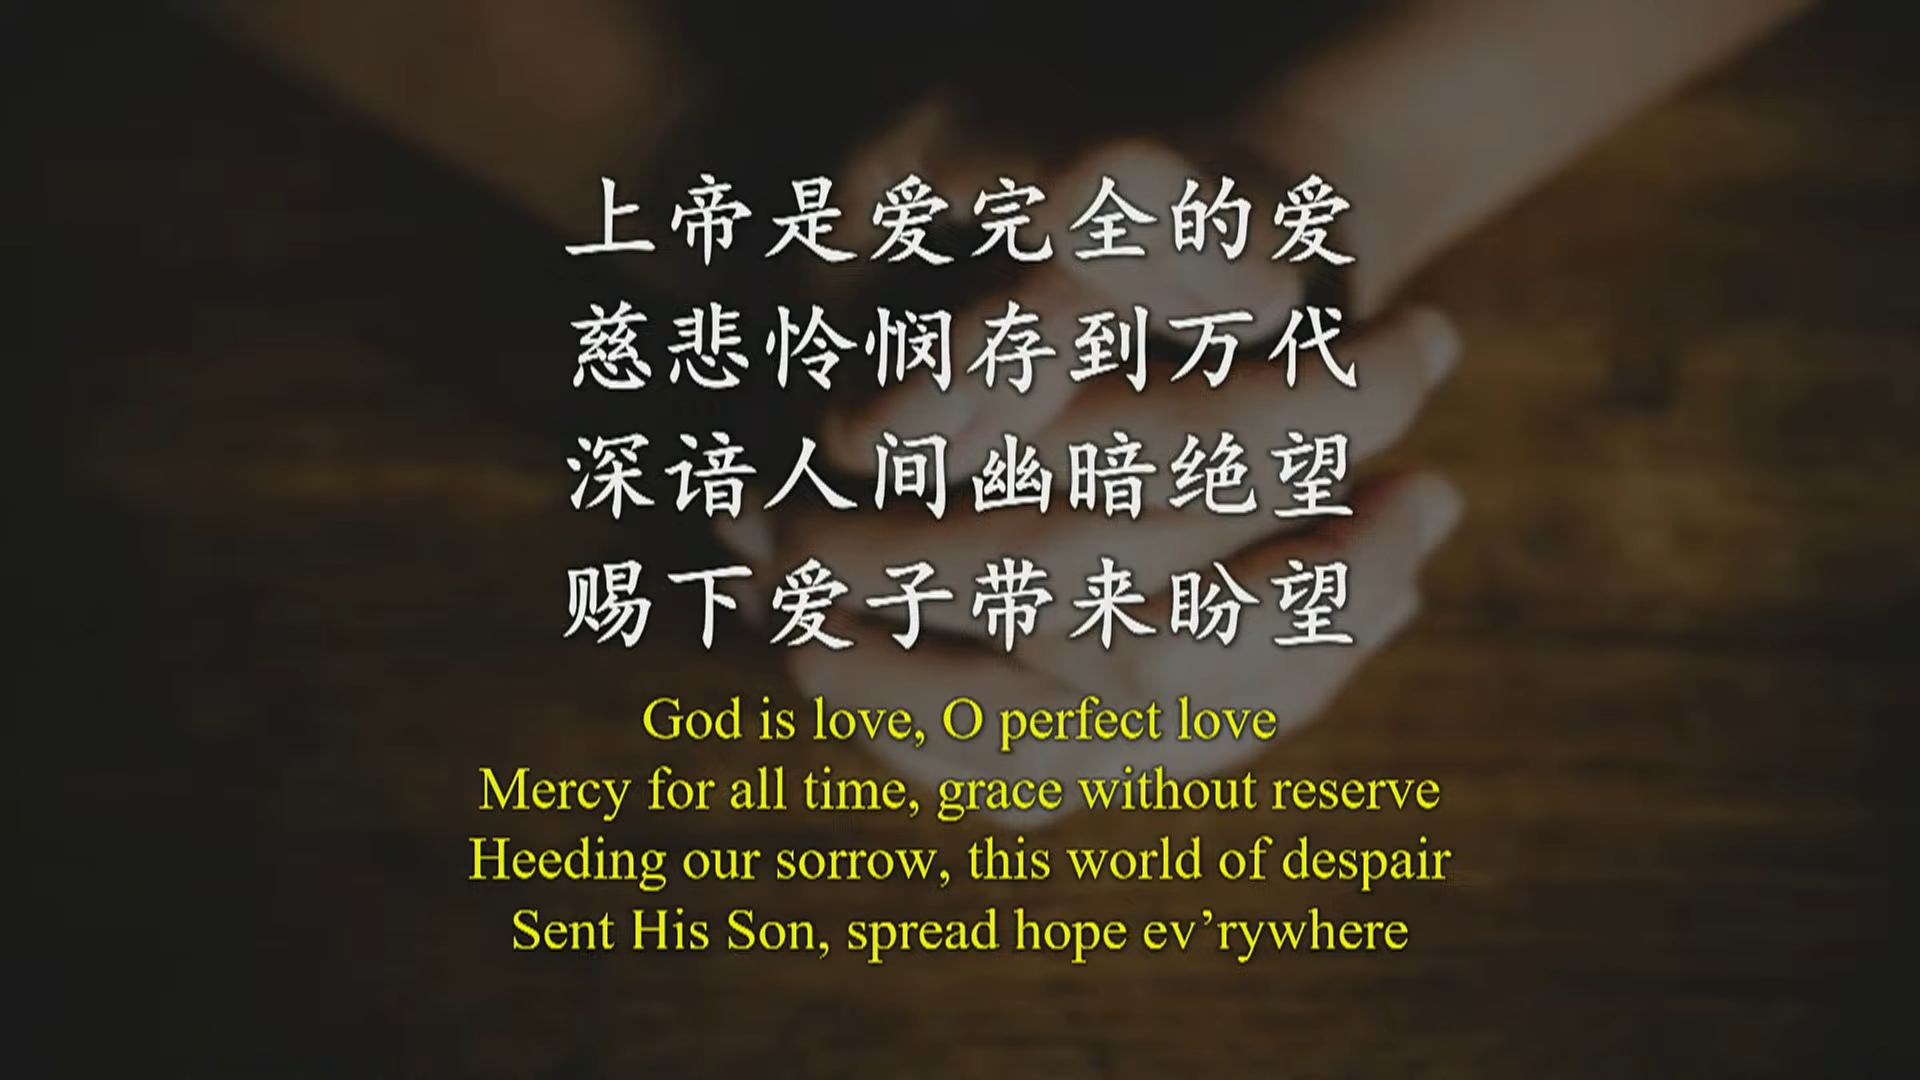 上帝是爱完全的爱
慈悲怜悯存到万代
深谙人间幽暗绝望
赐下爱子带来盼望
God is love, O perfect love
Mercy for all time, grace without reserve
Heeding our sorrow, this world of despair
Sent His Son, spread hope ev’rywhere